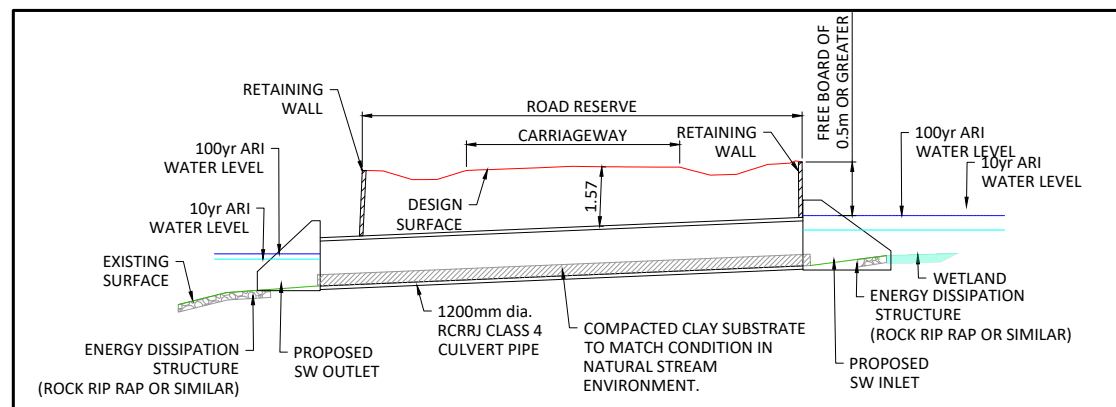 RETAINING
WALL
ROAD RESERVE
CARRIAGEWAY
RETAINING
WALL
FREE BOARD OF
0.5m OR GREATER
100yr ARI
WATER LEVEL
100yr ARI
WATER LEVEL
10yr ARI
WATER LEVEL
10yr ARI
WATER LEVEL
DESIGN
SURFACE
1.57
EXISTING
SURFACE
WETLAND
ENERGY DISSIPATION
STRUCTURE
(ROCK RIP RAP OR SIMILAR)
PROPOSED
SW OUTLET
1200mm dia.
RCRRJ CLASS 4
CULVERT PIPE
COMPACTED CLAY SUBSTRATE
TO MATCH CONDITION IN
NATURAL STREAM
ENVIRONMENT.
PROPOSED
SW INLET
ENERGY DISSIPATION
STRUCTURE
(ROCK RIP RAP OR SIMILAR)